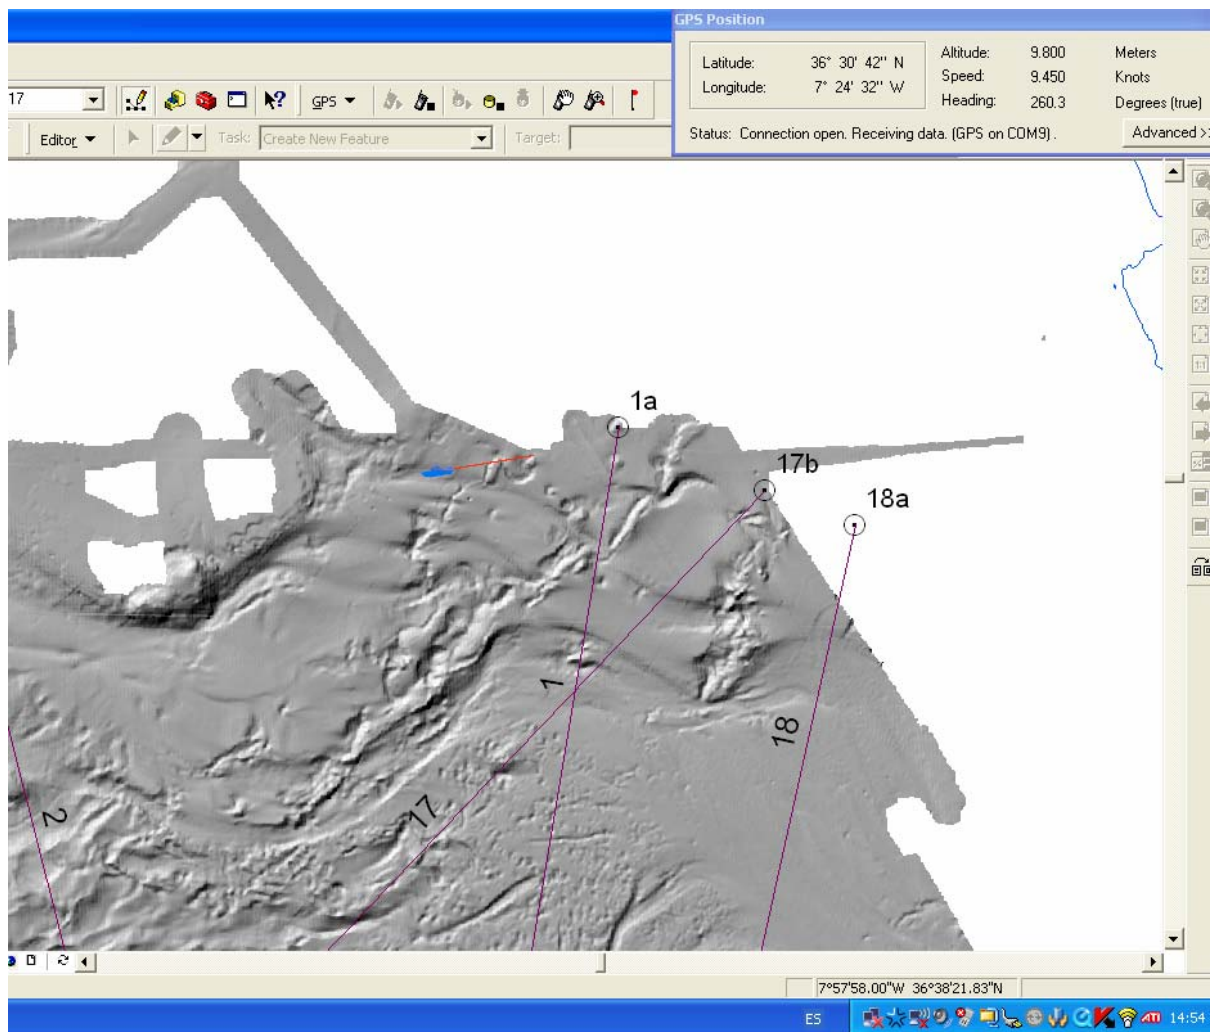 GPS Position
Latitude: 36° 30' 42" N
Longitude: 7° 24' 32" W
Altitude: 9.800 Meters
Speed: 9.450 Knots
Heading: 260.3 Degrees (true)
Status: Connection open. Receiving data. (GPS on COM9).
Advanced >
17
GPS
Editor
Task: Create New Feature
Target:
1:1
1a
17b
18a
1
18
17
2
7°57'58.00"W 36°38'21.83"N
ES
ATI
14:54